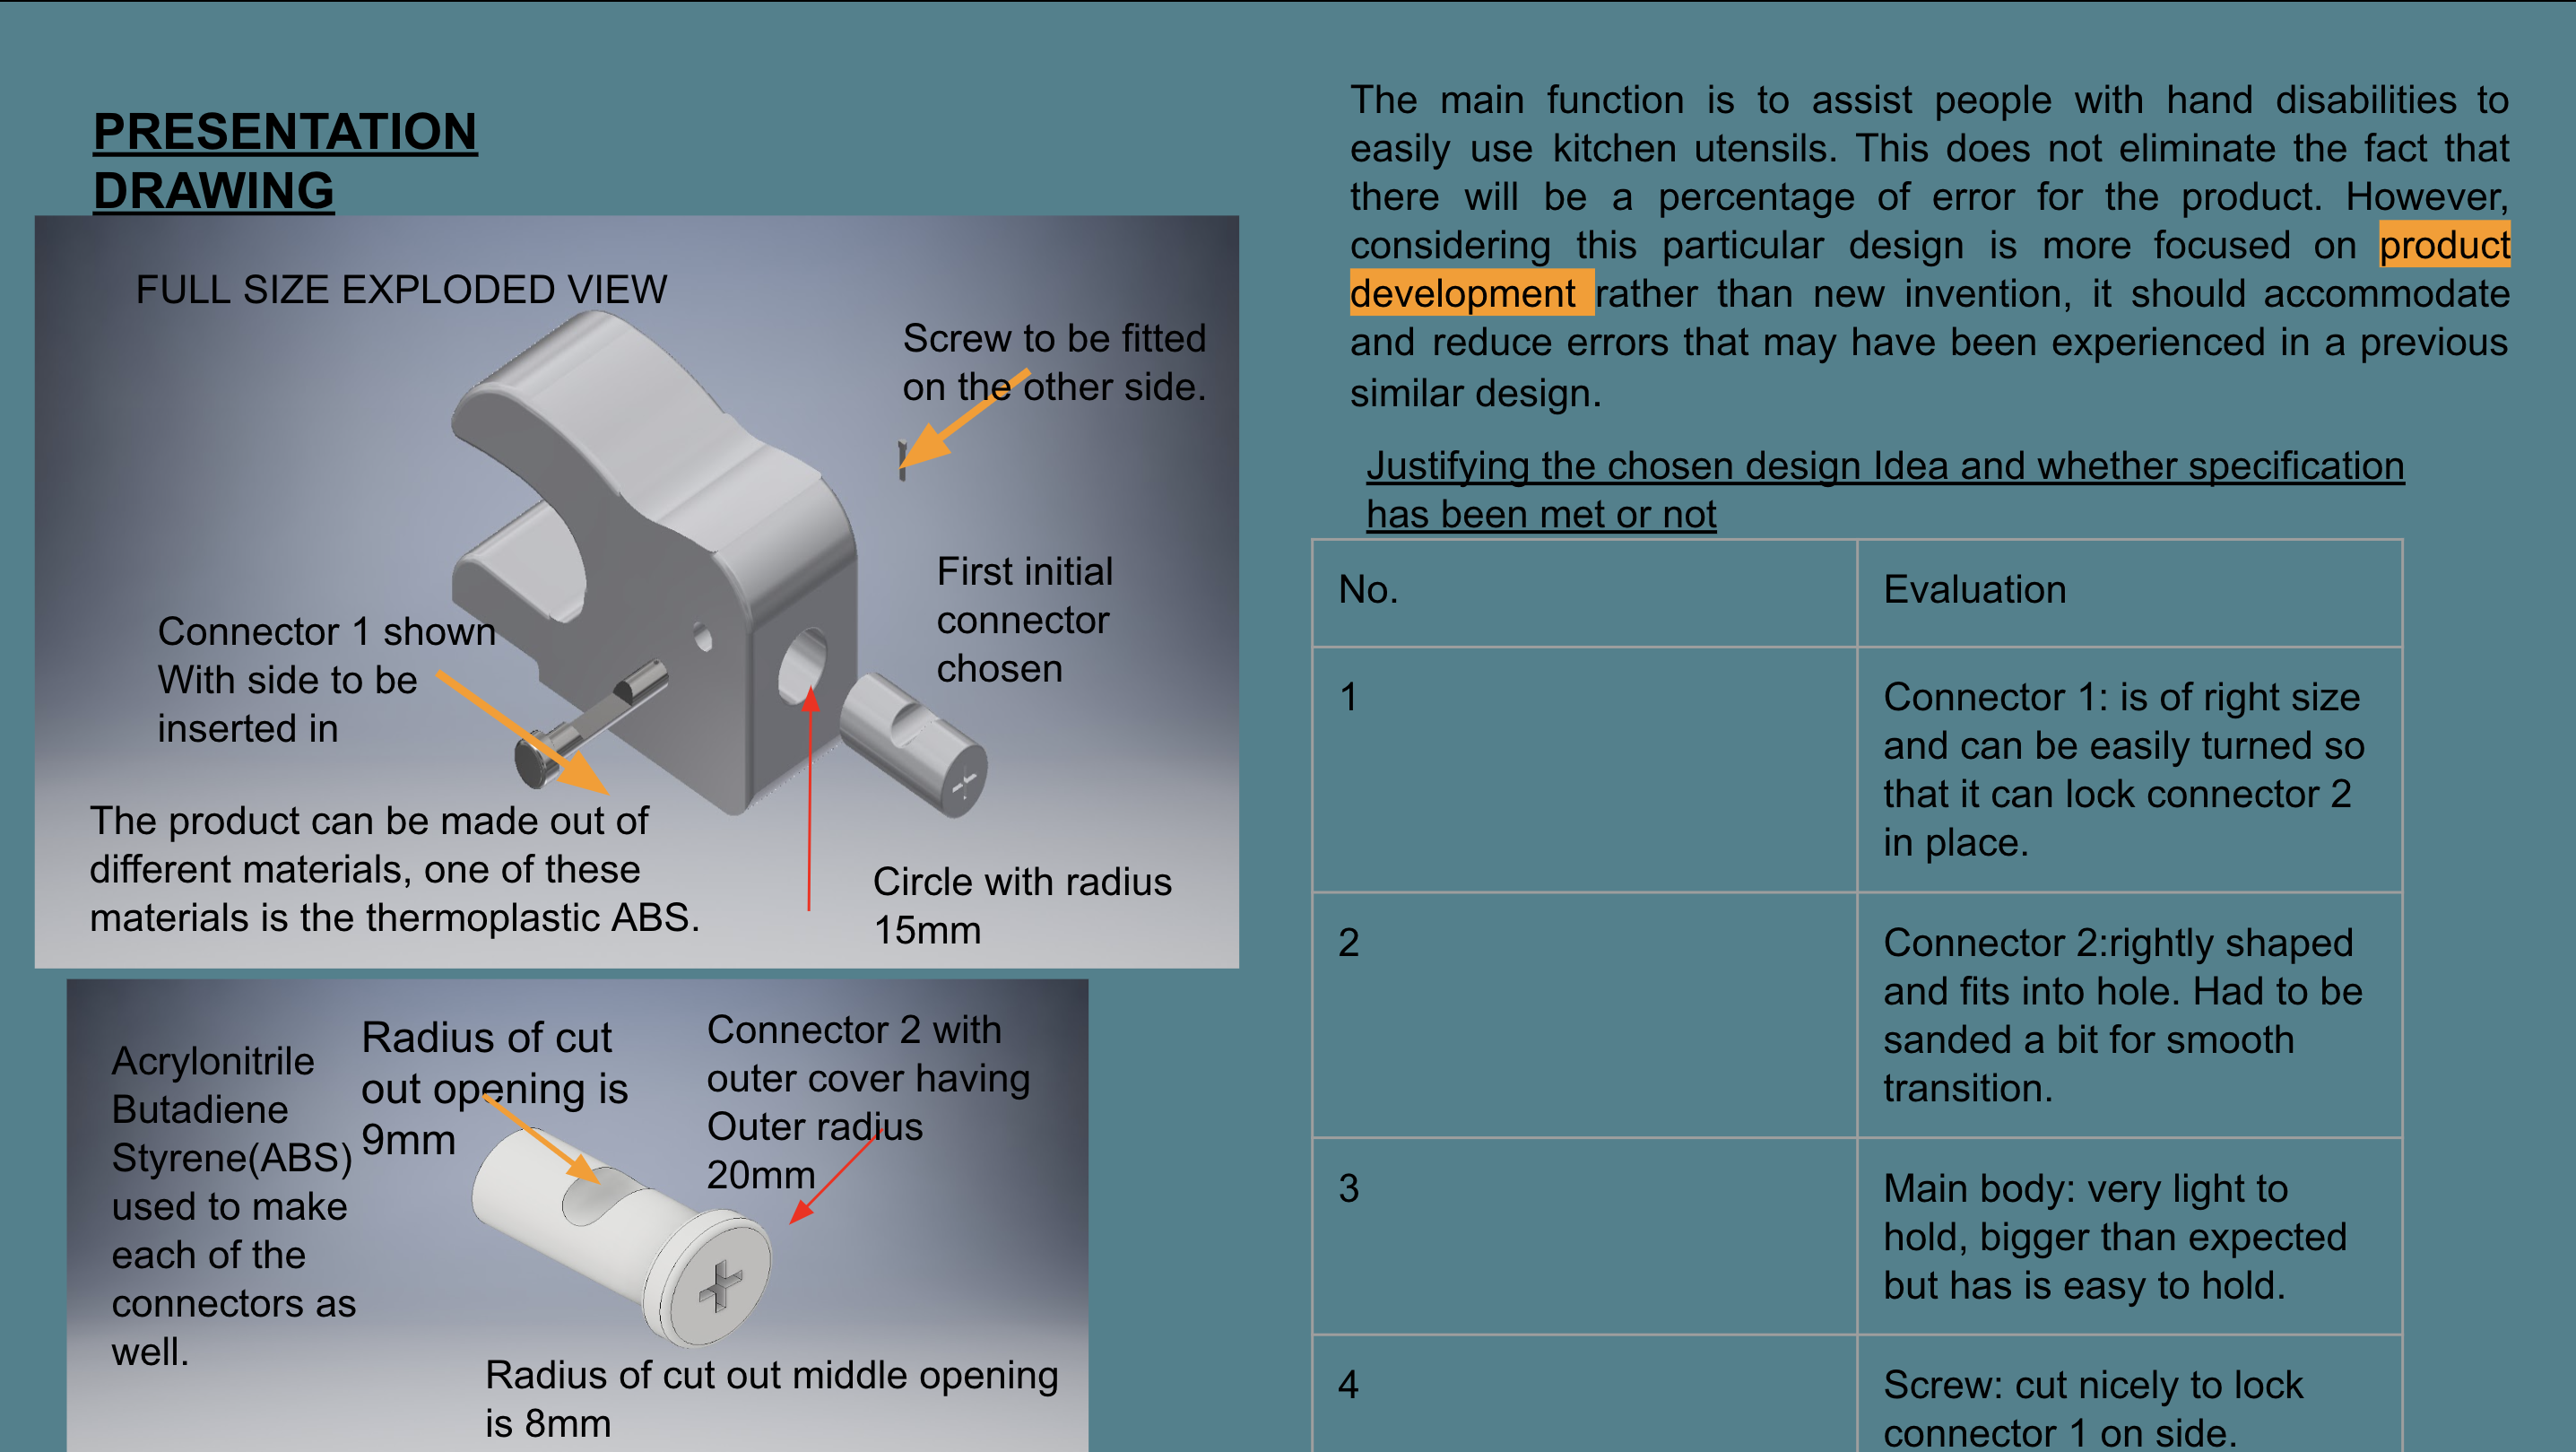 PRESENTATION
DRAWING
FULL SIZE EXPLODED VIEW
Screw to be fitted
on the other side.
First initial
connector
chosen
Connector 1 shown
With side to be
inserted in
The product can be made out of
different materials, one of these
materials is the thermoplastic ABS.
Circle with radius
15mm
Acrylonitrile
Butadiene
Styrene(ABS)
used to make
each of the
connectors as
well.
Radius of cut
out opening is
9mm
Connector 2 with
outer cover having
Outer radius
20mm
Radius of cut out middle opening
is 8mm
The main function is to assist people with hand disabilities to
easily use kitchen utensils. This does not eliminate the fact that
there will be a percentage of error for the product. However,
considering this particular design is more focused on product
development rather than new invention, it should accommodate
and reduce errors that may have been experienced in a previous
similar design.
Justifying the chosen design Idea and whether specification
has been met or not
No.
Evaluation
1
Connector 1: is of right size
and can be easily turned so
that it can lock connector 2
in place.
2
Connector 2:rightly shaped
and fits into hole. Had to be
sanded a bit for smooth
transition.
3
Main body: very light to
hold, bigger than expected
but has is easy to hold.
4
Screw: cut nicely to lock
connector 1 on side.